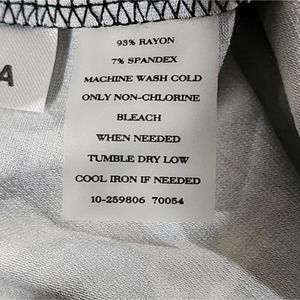 A
93% RAYON
7% SPANDEX
MACHINE WASH COLD
ONLY NON-CHLORINE
BLEACH
WHEN NEEDED
TUMBLE DRY LOW
COOL IRON IF NEEDED
10-259806 70054